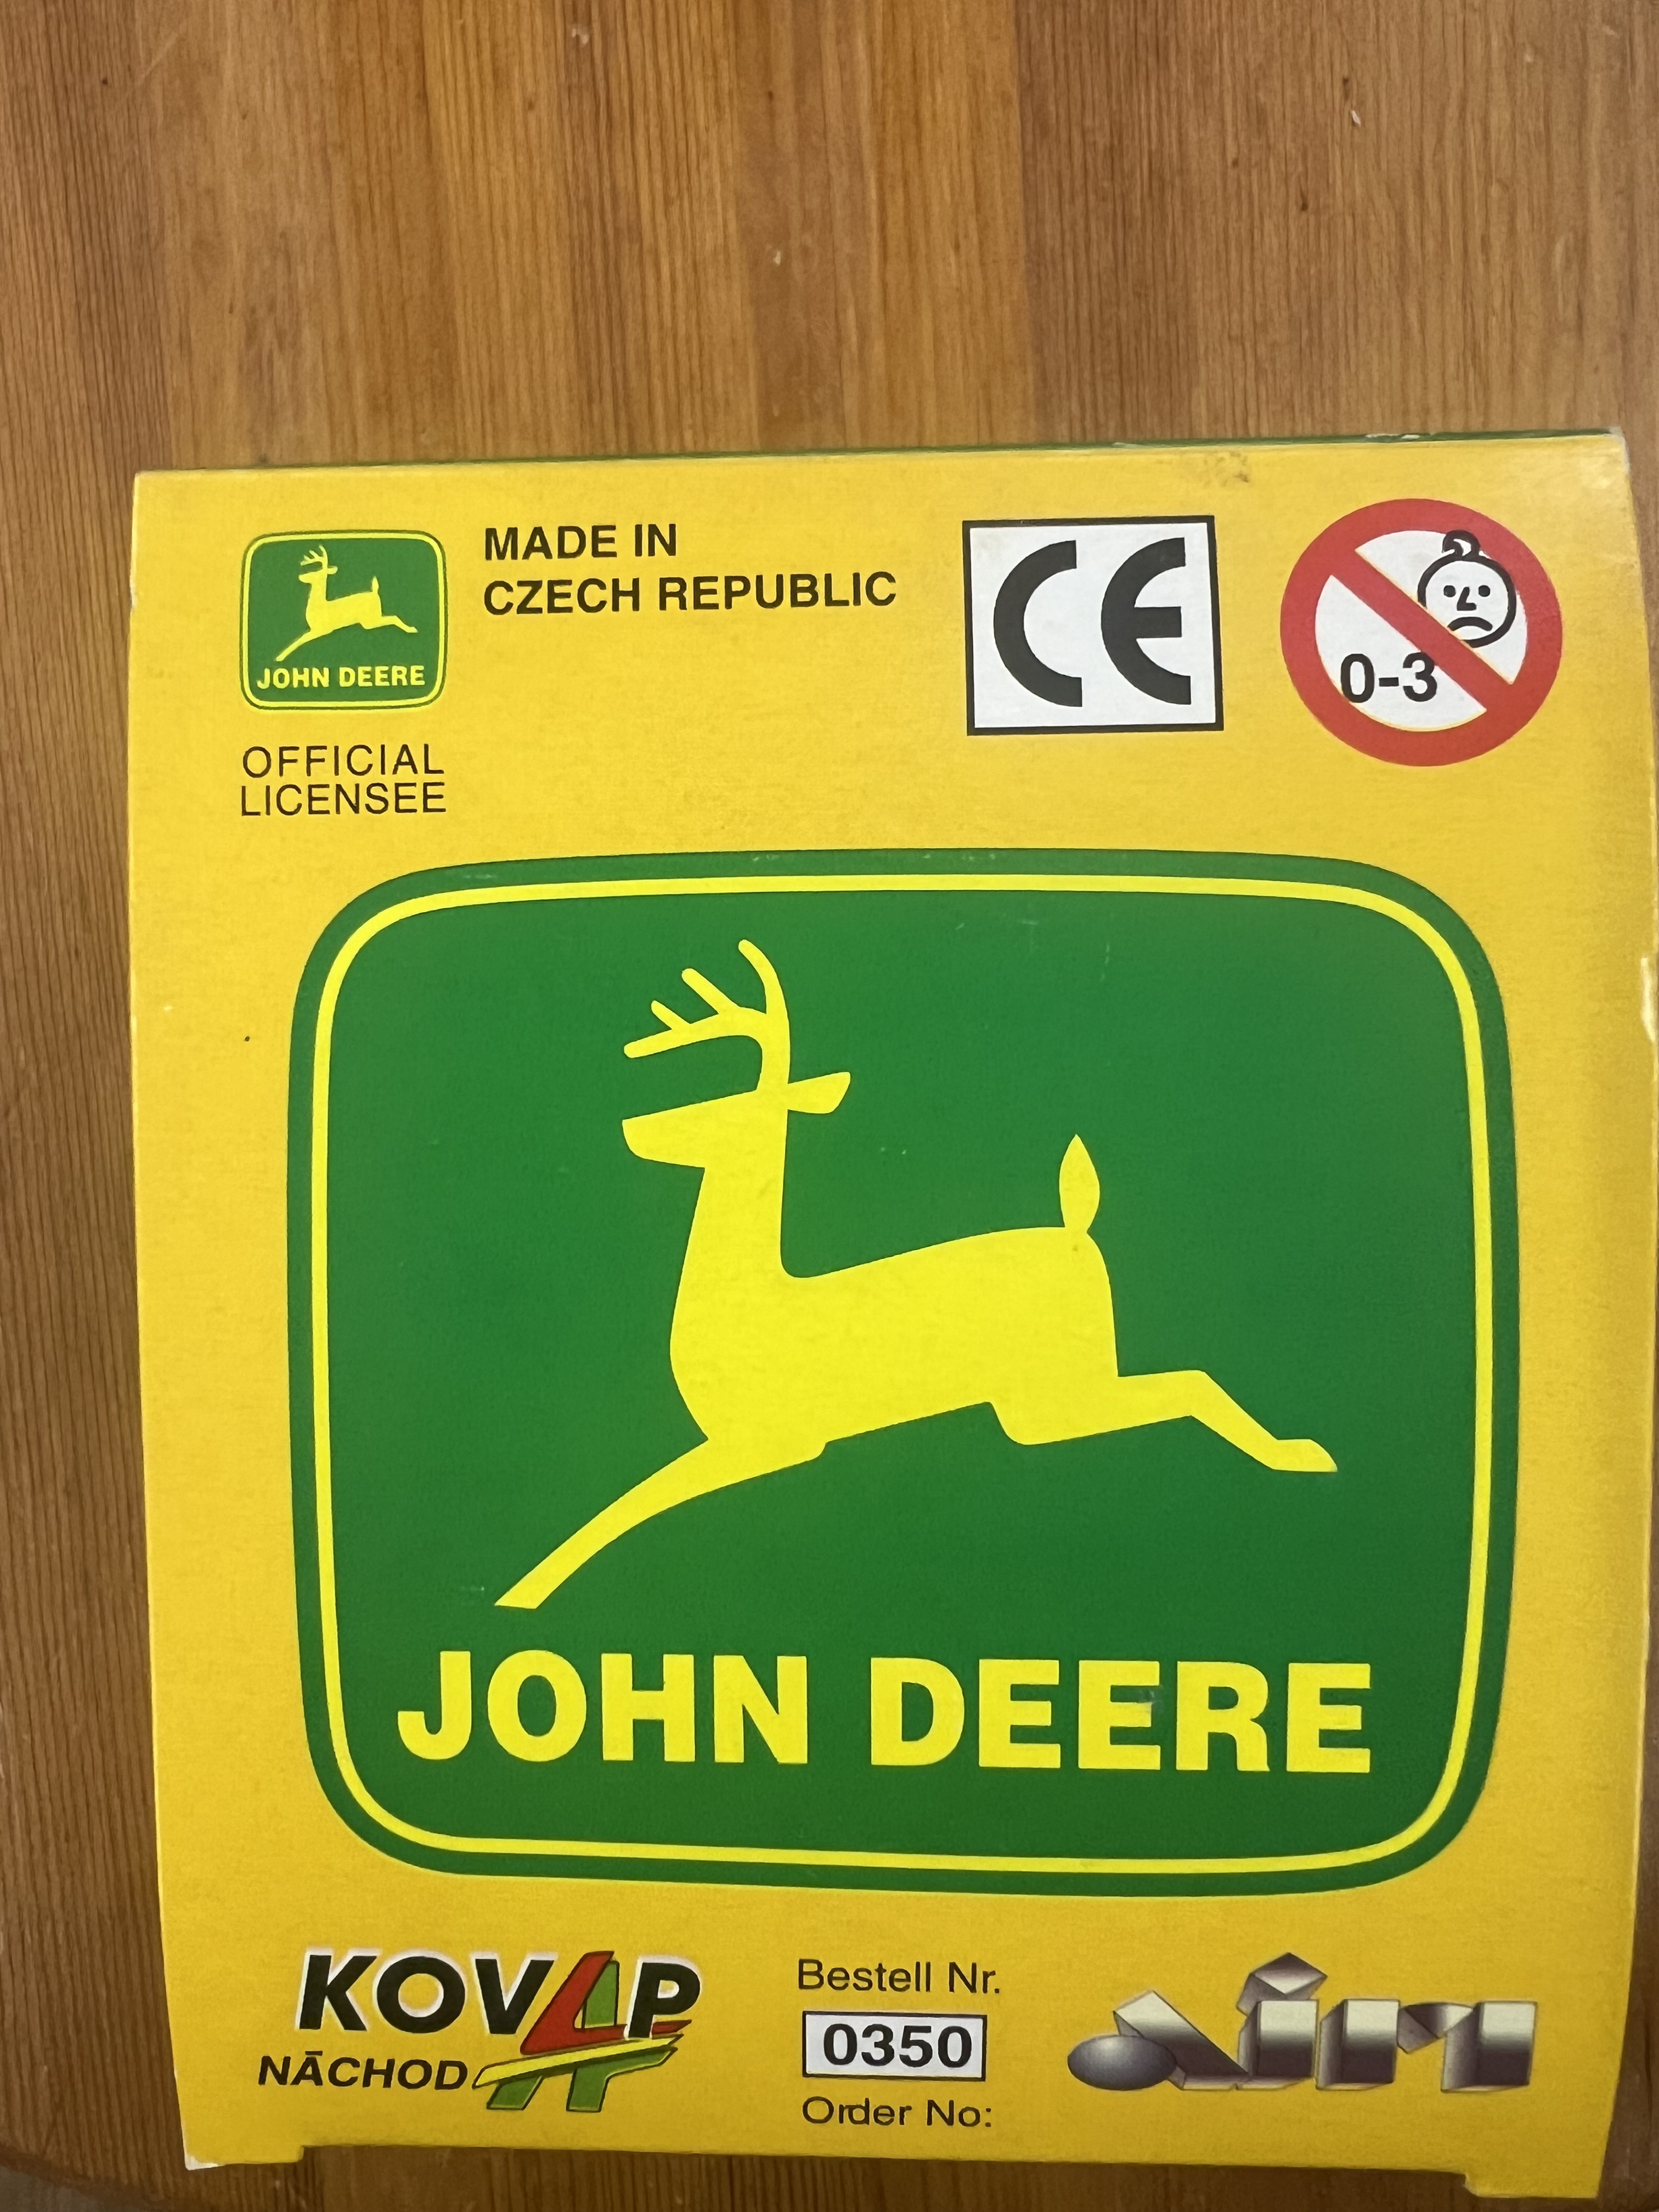 MADE IN
CZECH REPUBLIC
CE
0-3
JOHN DEERE
OFFICIAL
LICENSEE
JOHN DEERE
KOVAP
NÁCHOD
Bestell Nr.
0350
Order No: